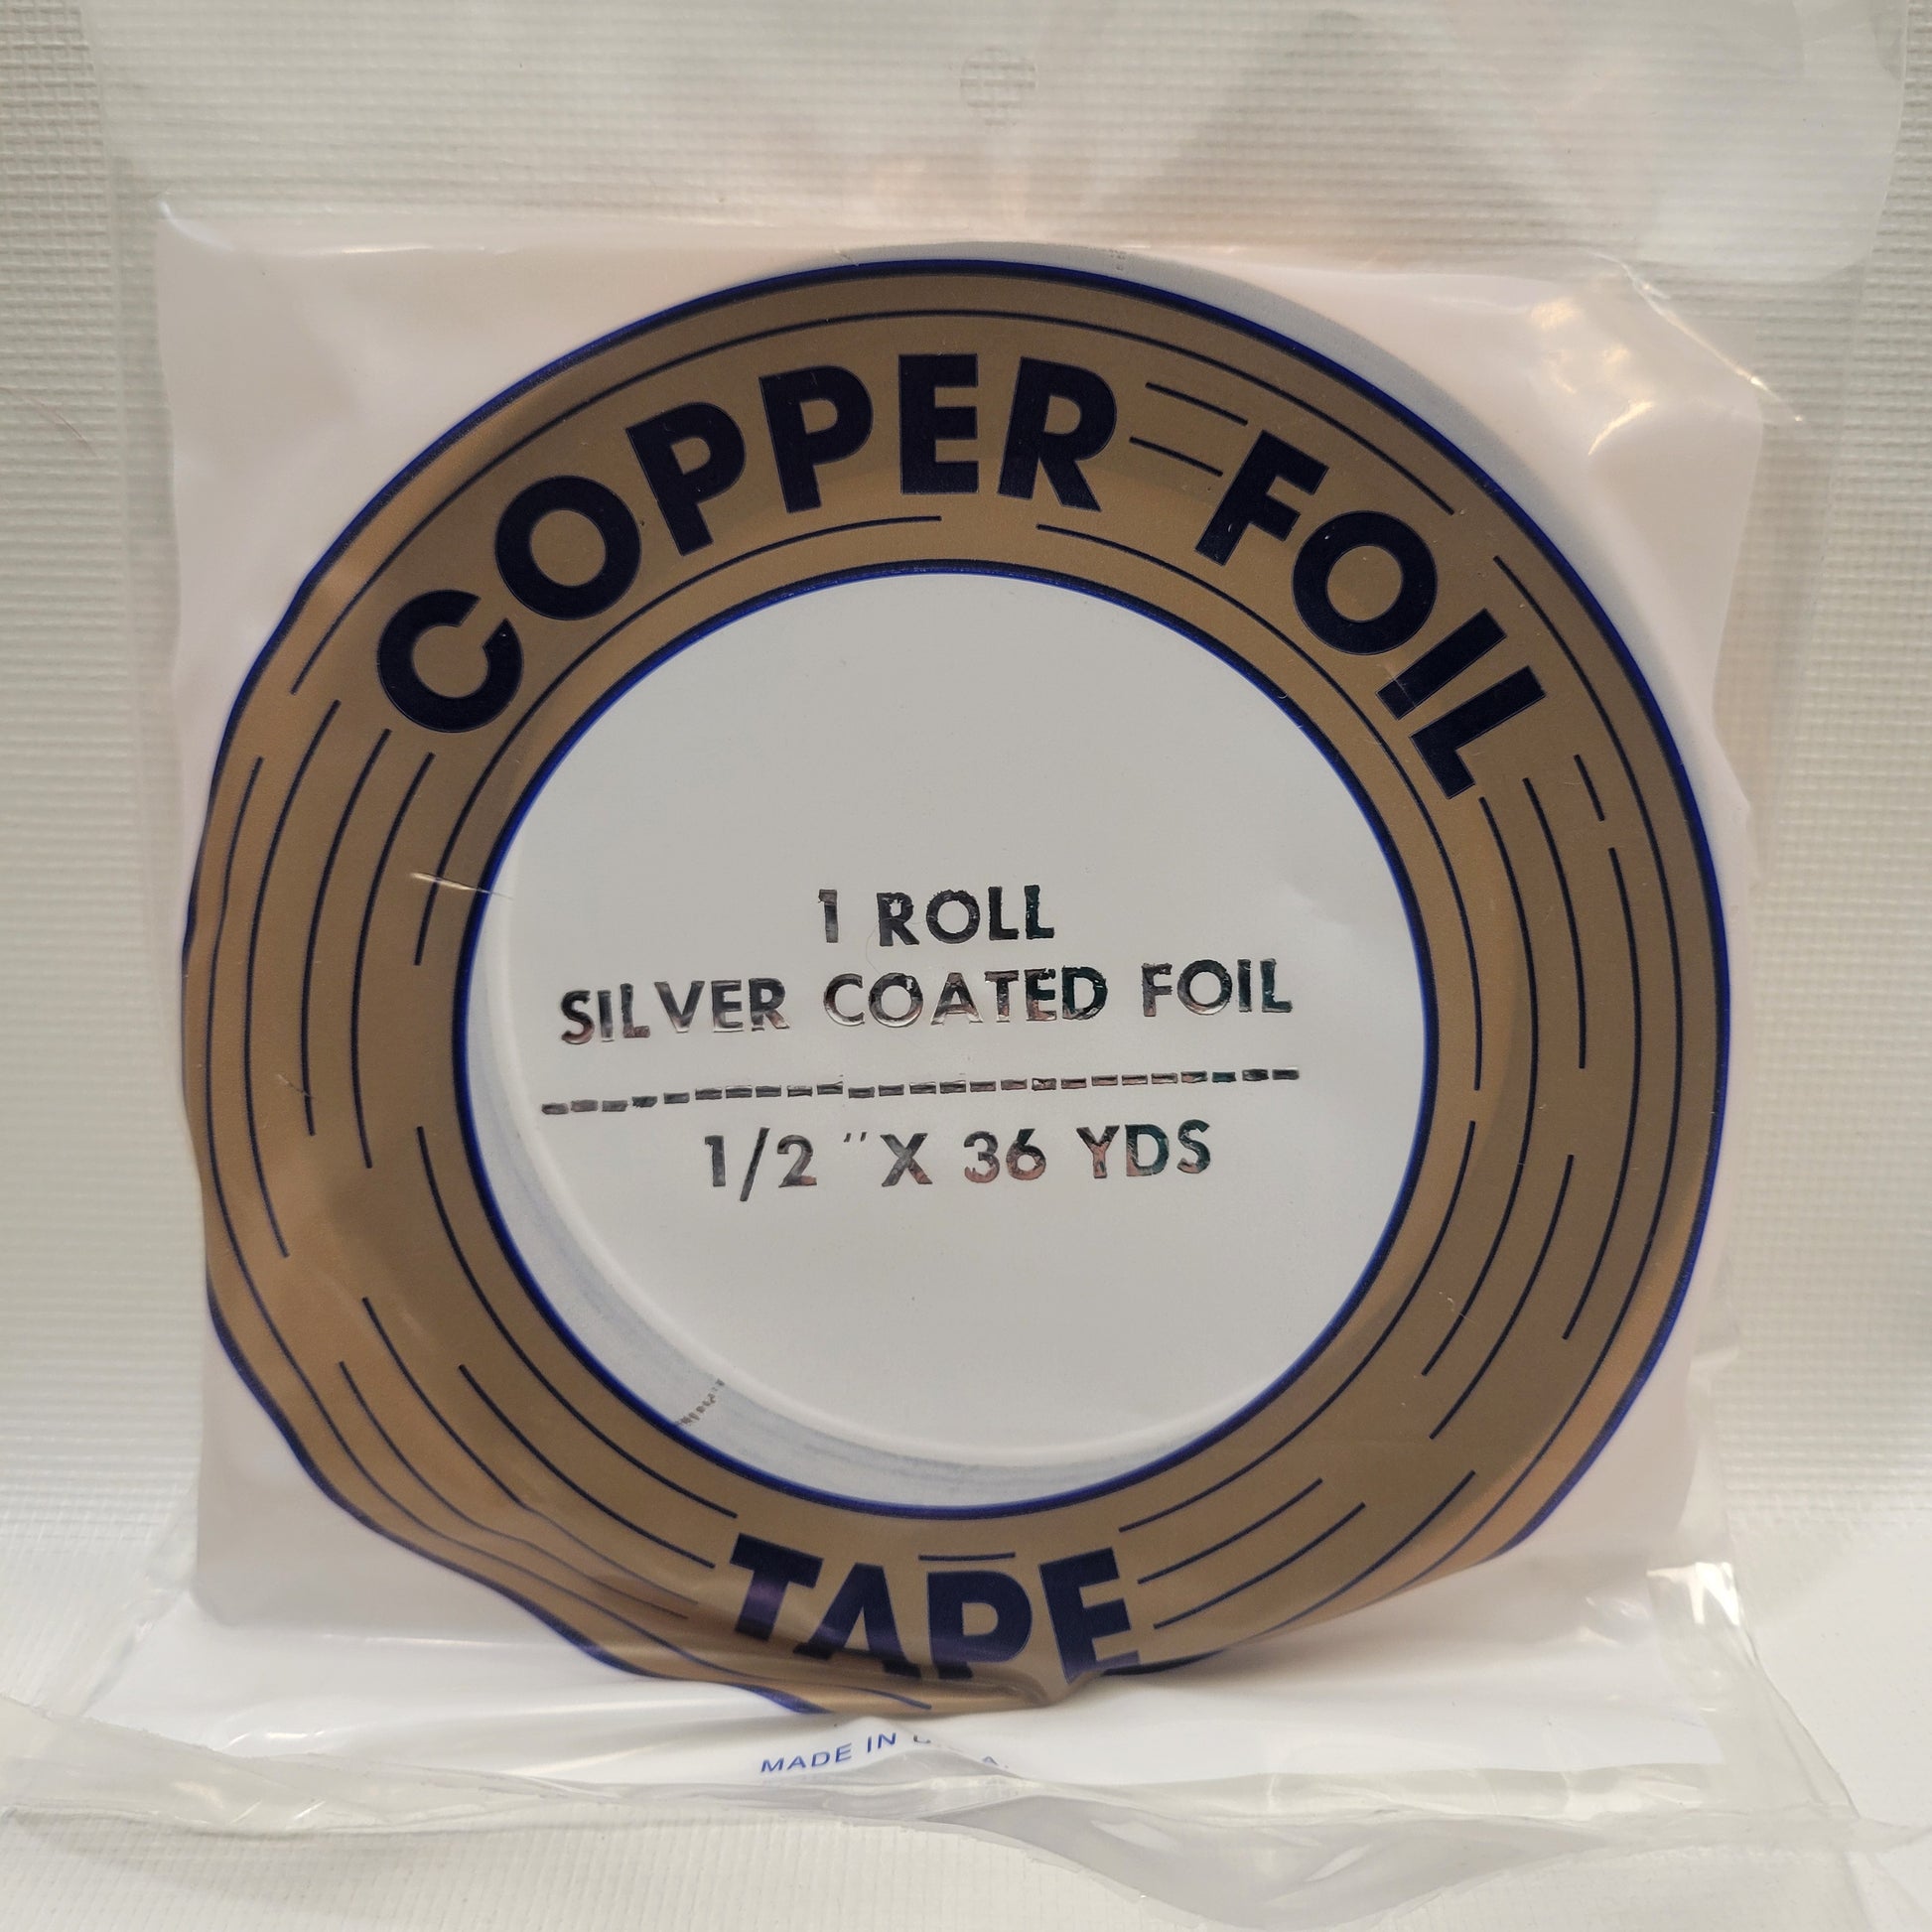 COPPER FOIL
1 ROLL
SILVER COATED FOIL
--------------------------
1/2 "X 36 YDS
TAPE
MADE IN